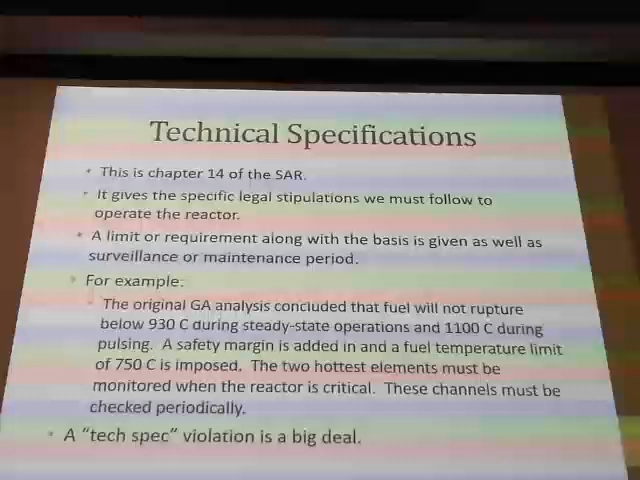 Technical Specifications
• This is chapter 14 of the SAR.
• It gives the specific legal stipulations we must follow to
operate the reactor.
• A limit or requirement along with the basis is given as well as
surveillance or maintenance period.
• For example:
• The original GA analysis concluded that fuel will not rupture
below 930 C during steady-state operations and 1100 C during
pulsing. A safety margin is added in and a fuel temperature limit
of 750 C is imposed. The two hottest elements must be
monitored when the reactor is critical. These channels must be
checked periodically.
• A “tech spec” violation is a big deal.